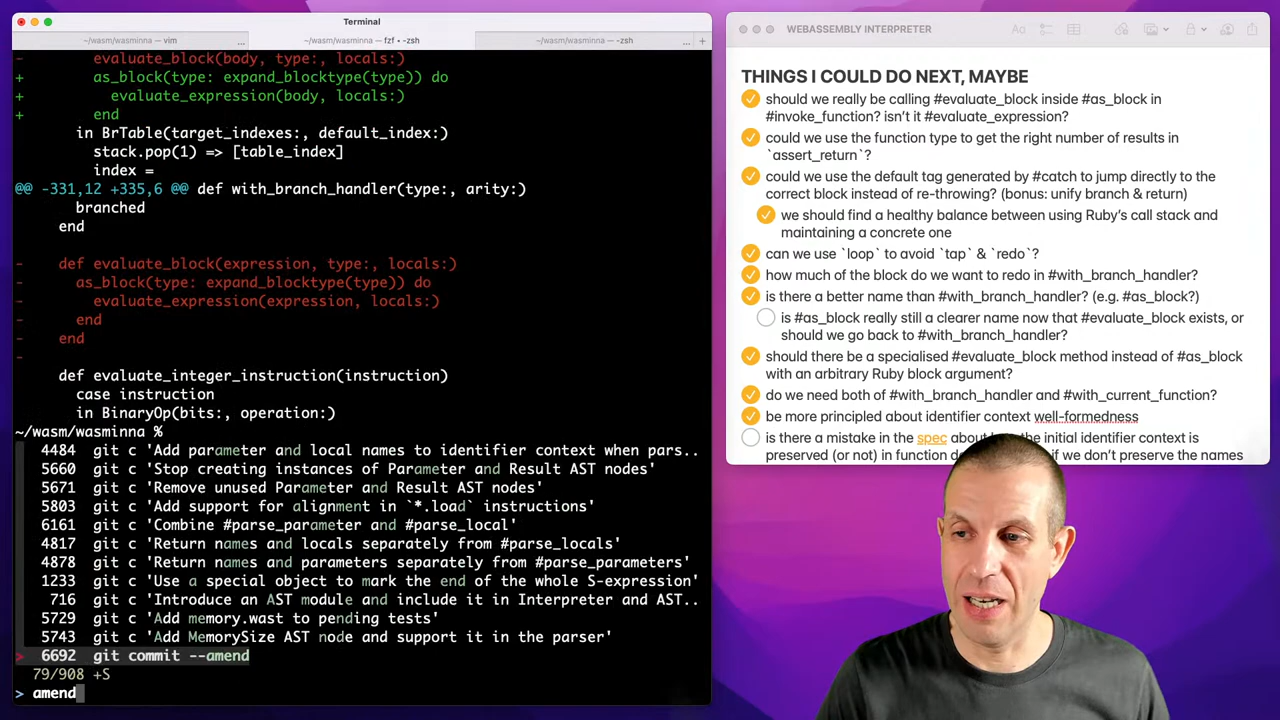 Terminal
~/wasm/wasminna — vim
...
~/wasm/wasminna — fzf • -zsh
~/wasm/wasminna — -zsh
...
+
-       evaluate_block(body, type:, locals:)
+       as_block(type: expand_blocktype(type)) do
+         evaluate_expression(body, locals:)
+       end
in BrTable(target_indexes:, default_index:)
stack.pop(1) => [table_index]
index =
@@ -331,12 +335,6 @@ def with_branch_handler(type:, arity:)
branched
end
-   def evaluate_block(expression, type:, locals:)
-     as_block(type: expand_blocktype(type)) do
-       evaluate_expression(expression, locals:)
-     end
-   end
-
def evaluate_integer_instruction(instruction)
case instruction
in BinaryOp(bits:, operation:)
~/wasm/wasminna %
4484  git c 'Add parameter and local names to identifier context when pars..
5660  git c 'Stop creating instances of Parameter and Result AST nodes'
5671  git c 'Remove unused Parameter and Result AST nodes'
5803  git c 'Add support for alignment in `*.load` instructions'
6161  git c 'Combine #parse_parameter and #parse_local'
4817  git c 'Return names and locals separately from #parse_locals'
4878  git c 'Return names and parameters separately from #parse_parameters'
1233  git c 'Use a special object to mark the end of the whole S-expression'
716  git c 'Introduce an AST module and include it in Interpreter and AST..
5729  git c 'Add memory.wast to pending tests'
5743  git c 'Add MemorySize AST node and support it in the parser'
> 6692  git commit --amend
79/908 +S
> amend
WEBASSEMBLY INTERPRETER
Aa
THINGS I COULD DO NEXT, MAYBE
should we really be calling #evaluate_block inside #as_block in
#invoke_function? isn't it #evaluate_expression?
could we use the function type to get the right number of results in
`assert_return`?
could we use the default tag generated by #catch to jump directly to the
correct block instead of re-throwing? (bonus: unify branch & return)
we should find a healthy balance between using Ruby's call stack and
maintaining a concrete one
can we use `loop` to avoid `tap` & `redo`?
how much of the block do we want to redo in #with_branch_handler?
is there a better name than #with_branch_handler? (e.g. #as_block?)
is #as_block really still a clearer name now that #evaluate_block exists, or
should we go back to #with_branch_handler?
should there be a specialised #evaluate_block method instead of #as_block
with an arbitrary Ruby block argument?
do we need both of #with_branch_handler and #with_current_function?
be more principled about identifier context well-formedness
is there a mistake in the spec about the initial identifier context is
preserved (or not) in function if we don't preserve the names